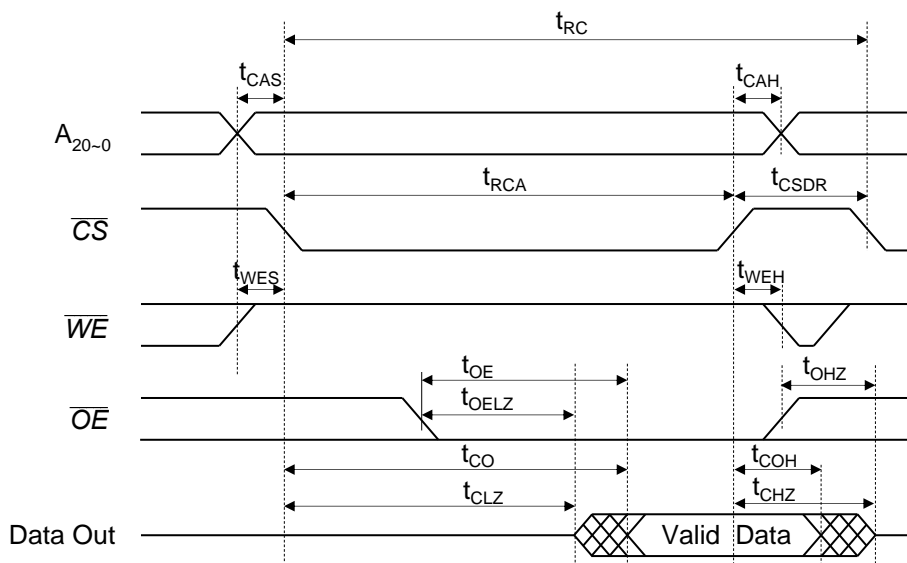 tRC
tCAS
tCAH
A20~0
tRCA
tCSDR
CS
tWES
tWEH
WE
tOE
tOHZ
tOELZ
OE
tCO
tCOH
tCLZ
tCHZ
Data Out
Valid Data